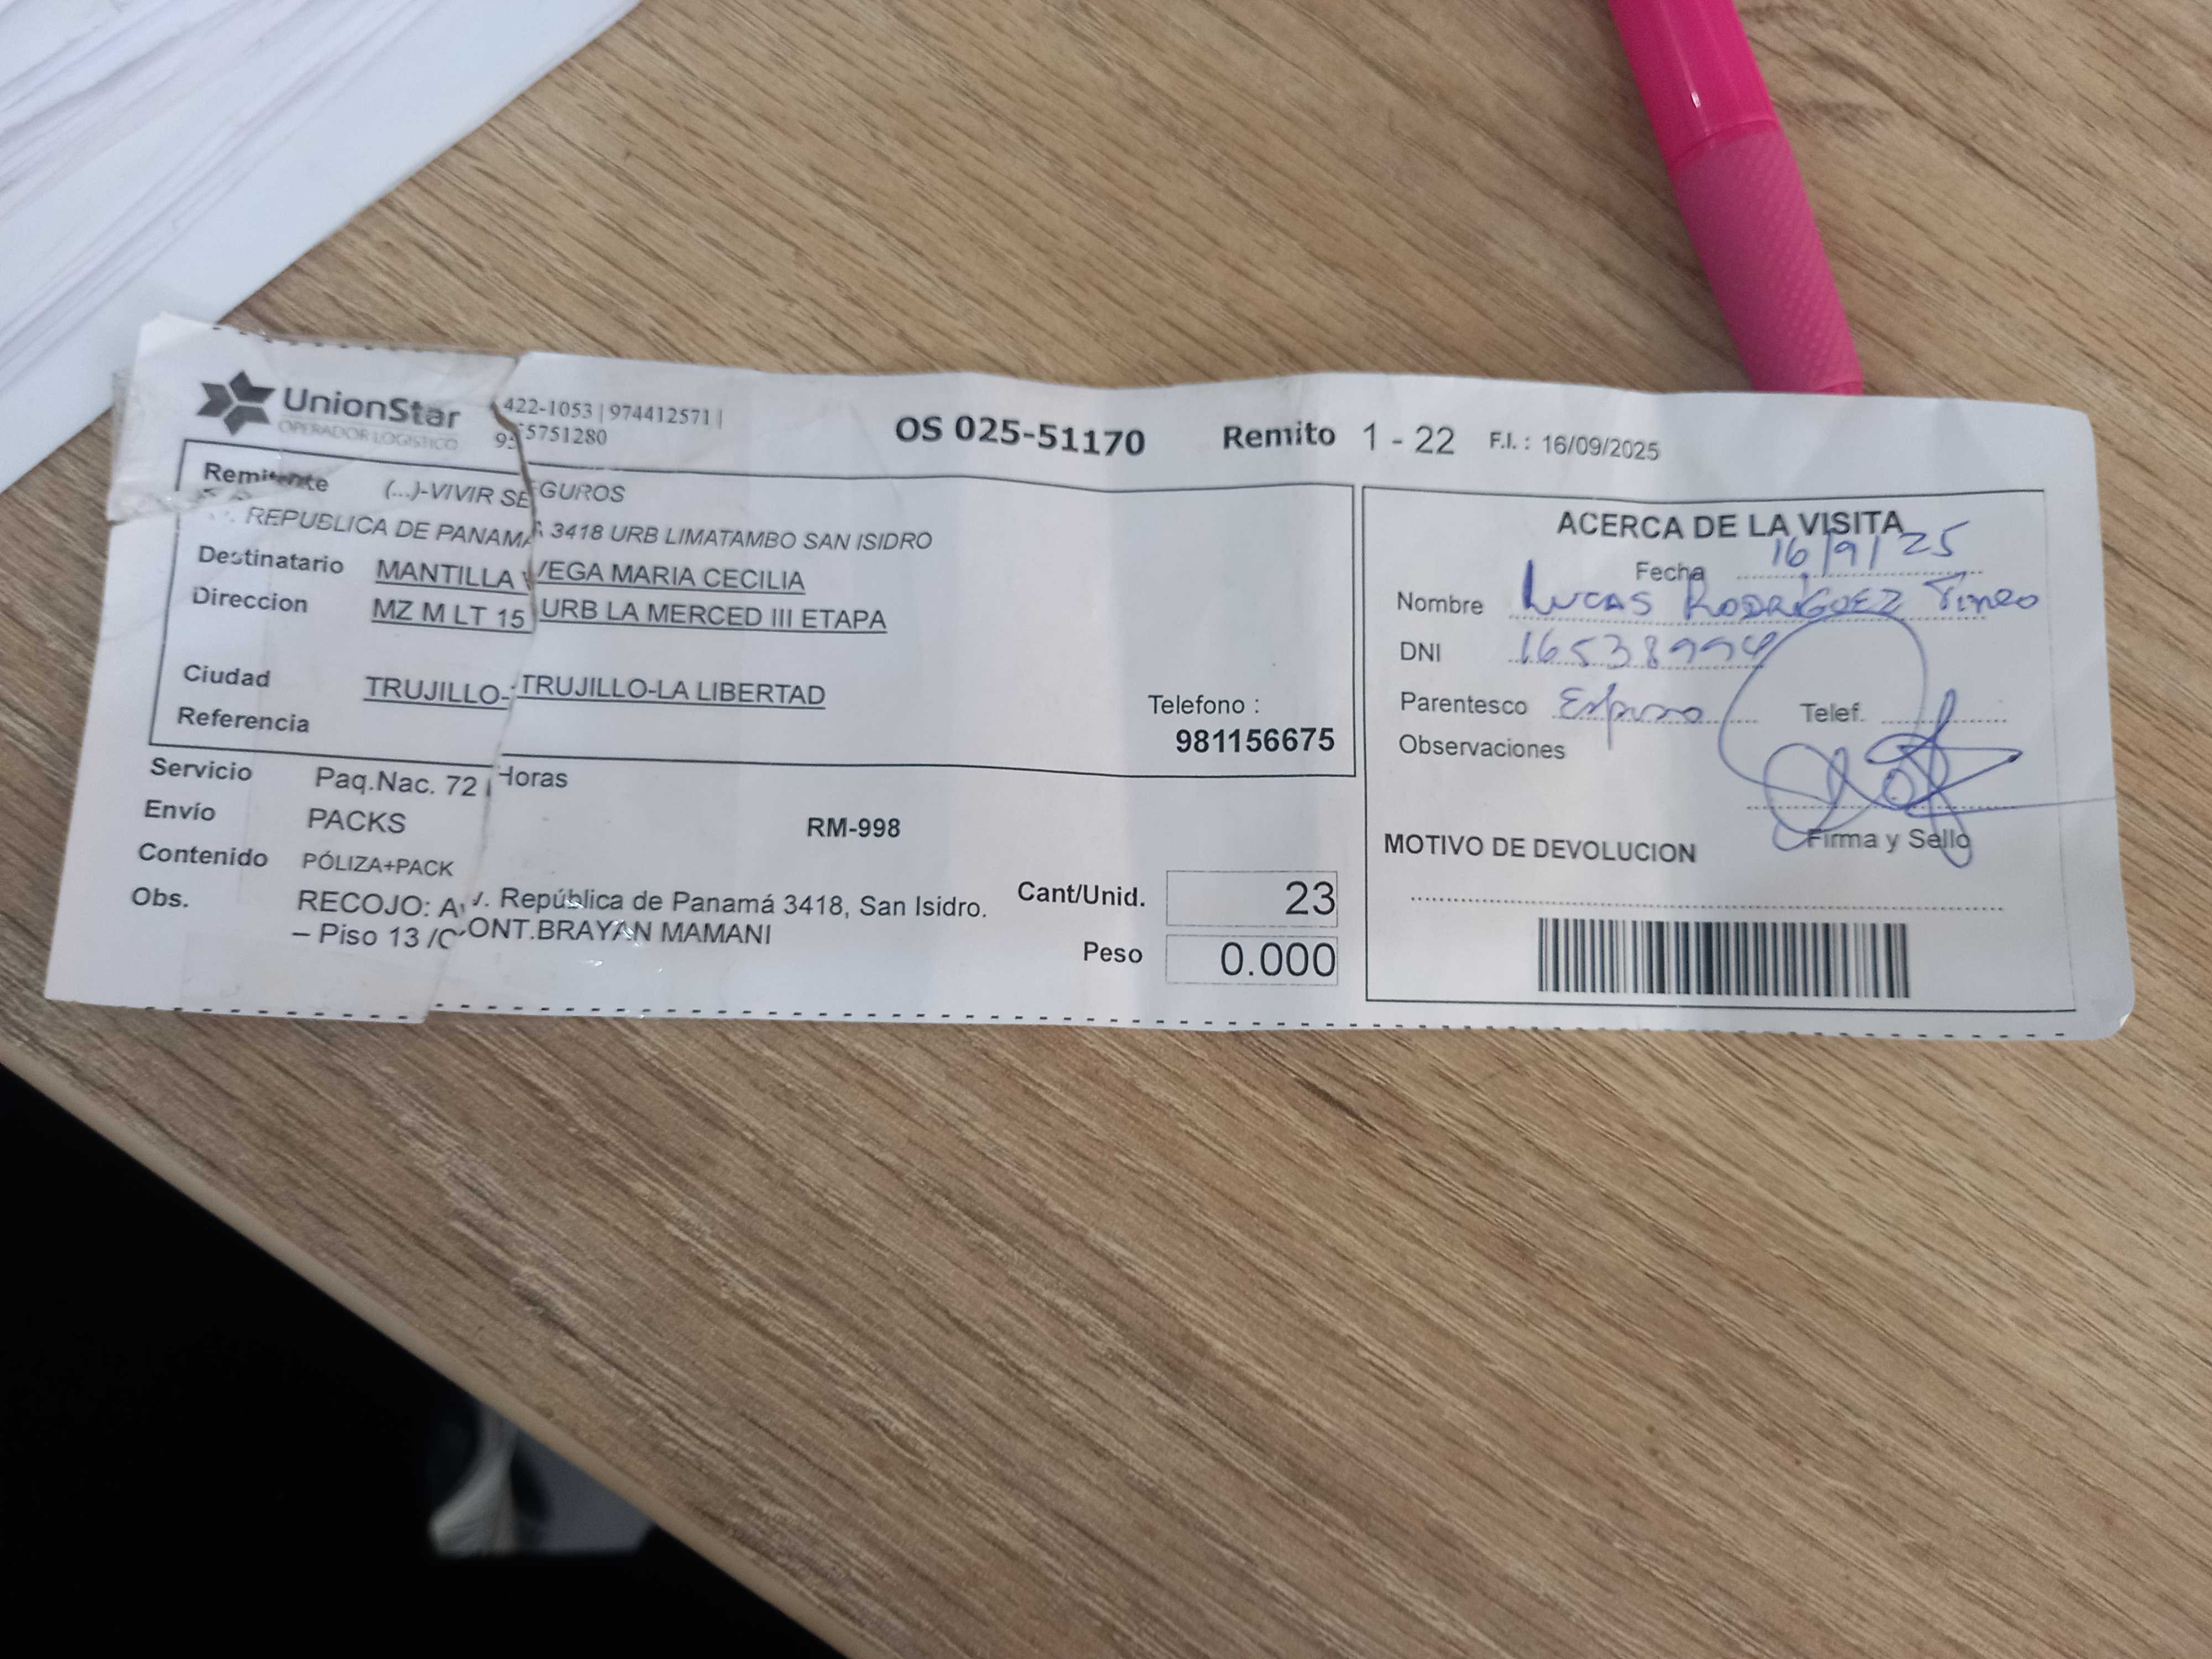 UnionStar 422-1053 | 974412571 |
OPERADOR LOGISTICO 5751280
OS 025-51170 Remito 1 - 22 F.I. : 16/09/2025
Remitente (...)-VIVIR SEGUROS
REPUBLICA DE PANAMA 3418 URB LIMATAMBO SAN ISIDRO
Destinatario MANTILLA VEGA MARIA CECILIA
Direccion MZ M LT 15 URB LA MERCED III ETAPA
Ciudad TRUJILLO-TRUJILLO-LA LIBERTAD
Referencia
Telefono :
981156675
Servicio Paq.Nac. 72 Horas
Envío PACKS RM-998
Contenido PÓLIZA+PACK
Obs. RECOJO: AV. República de Panamá 3418, San Isidro.
– Piso 13 /CONT.BRAYAN MAMANI
Cant/Unid. 23
Peso 0.000
ACERCA DE LA VISITA
Fecha 16/9/25
Nombre LUCAS RODRÍGUEZ Tineo
DNI 16538994
Parentesco Esposo Telef.
Observaciones
Firma y Sello
MOTIVO DE DEVOLUCION